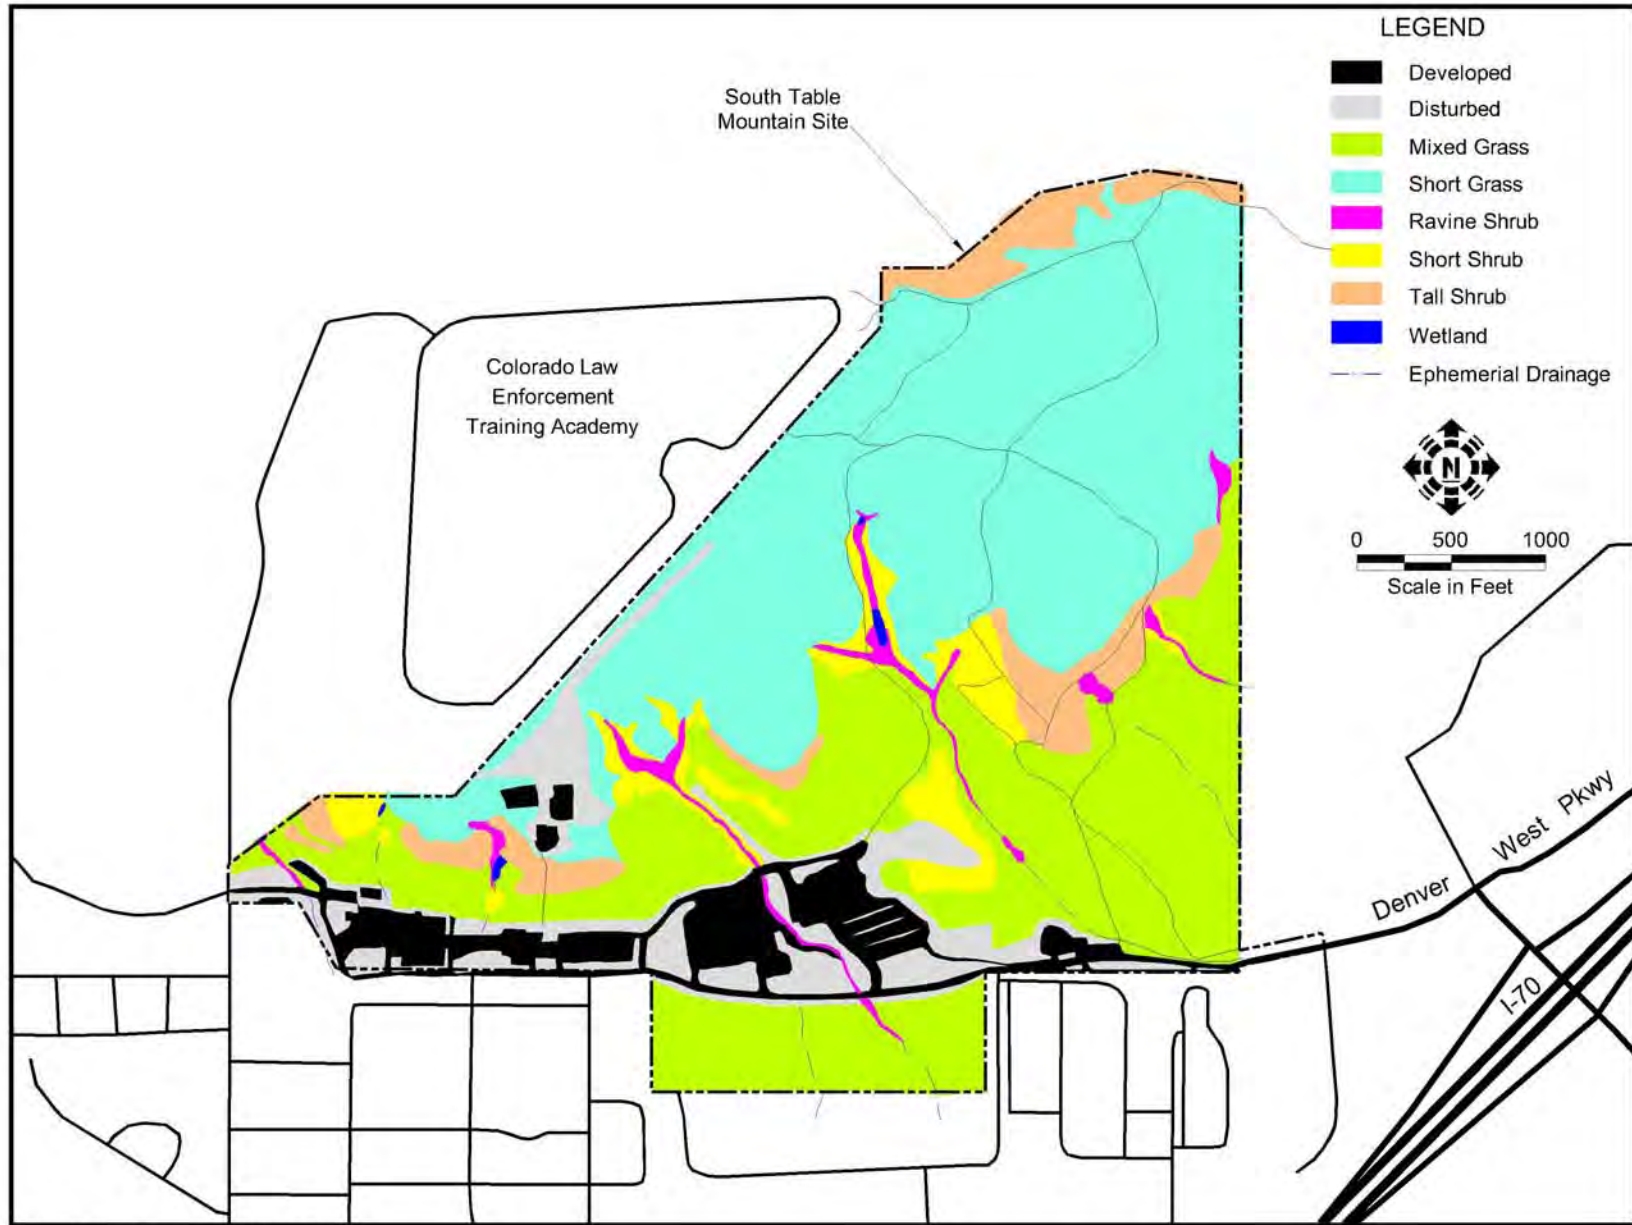 LEGEND
Developed
Disturbed
Mixed Grass
Short Grass
Ravine Shrub
Short Shrub
Tall Shrub
Wetland
Ephemerial Drainage
South Table
Mountain Site
Colorado Law
Enforcement
Training Academy
N
0 500 1000
Scale in Feet
Denver West Pkwy
I-70